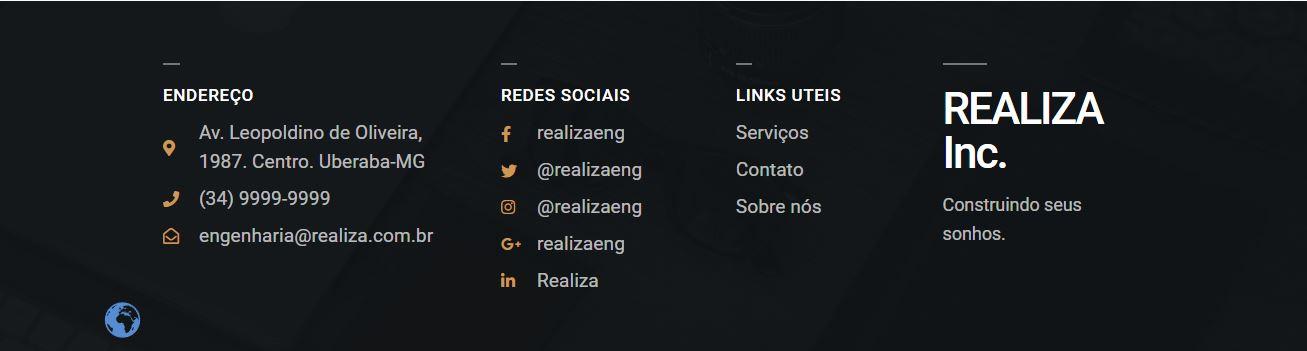 ENDEREÇO
Av. Leopoldino de Oliveira,
1987. Centro. Uberaba-MG
(34) 9999-9999
engenharia@realiza.com.br
REDES SOCIAIS
realizaeng
@realizaeng
@realizaeng
realizaeng
Realiza
LINKS UTEIS
Serviços
Contato
Sobre nós
REALIZA
Inc.
Construindo seus
sonhos.